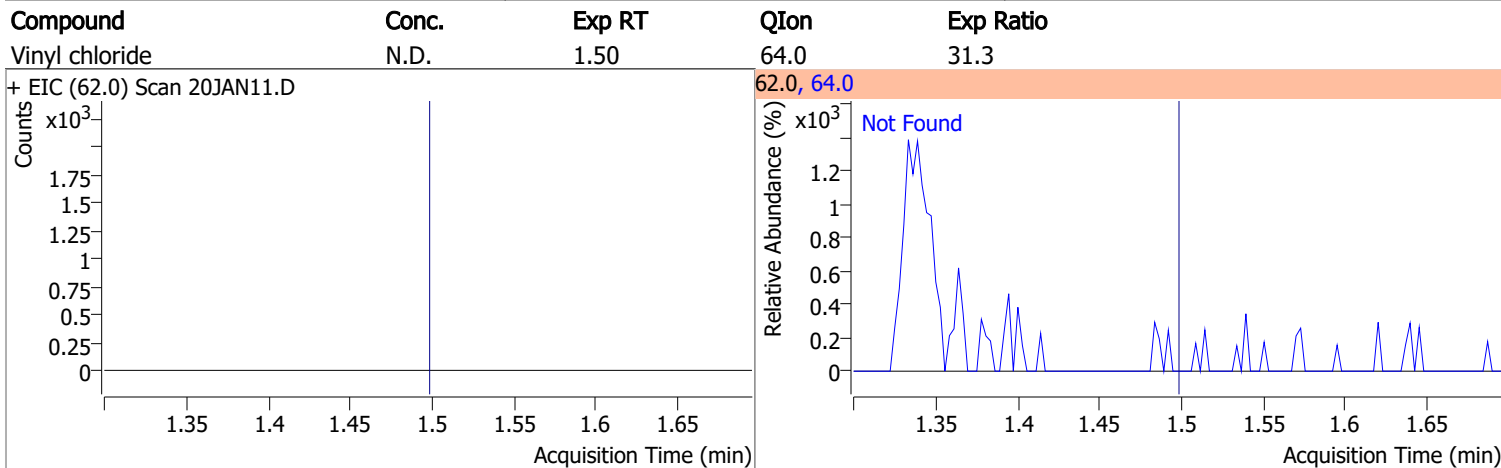 Compound Conc. Exp RT QIon Exp Ratio
Vinyl chloride N.D. 1.50 64.0 31.3
+ EIC (62.0) Scan 20JAN11.D
Counts
x10³
1.75
1.5
1.25
1
0.75
0.5
0.25
0
1.35 1.4 1.45 1.5 1.55 1.6 1.65
Acquisition Time (min)
62.0, 64.0
Relative Abundance (%)
x10³
Not Found
1.2
1
0.8
0.6
0.4
0.2
0
1.35 1.4 1.45 1.5 1.55 1.6 1.65
Acquisition Time (min)